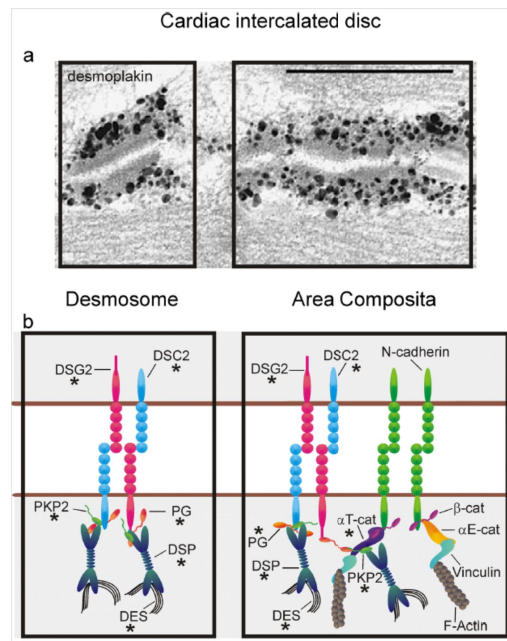 Cardiac intercalated disc
a
desmoplakin
Desmosome
Area Composita
b
DSG2
*
DSC2
*
PKP2
*
PG
*
DSP
*
DES
*
DSG2
*
DSC2
*
N-cadherin
*
PG
αT-cat
*
β-cat
αE-cat
DSP
*
PKP2
*
Vinculin
DES
*
F-Actin